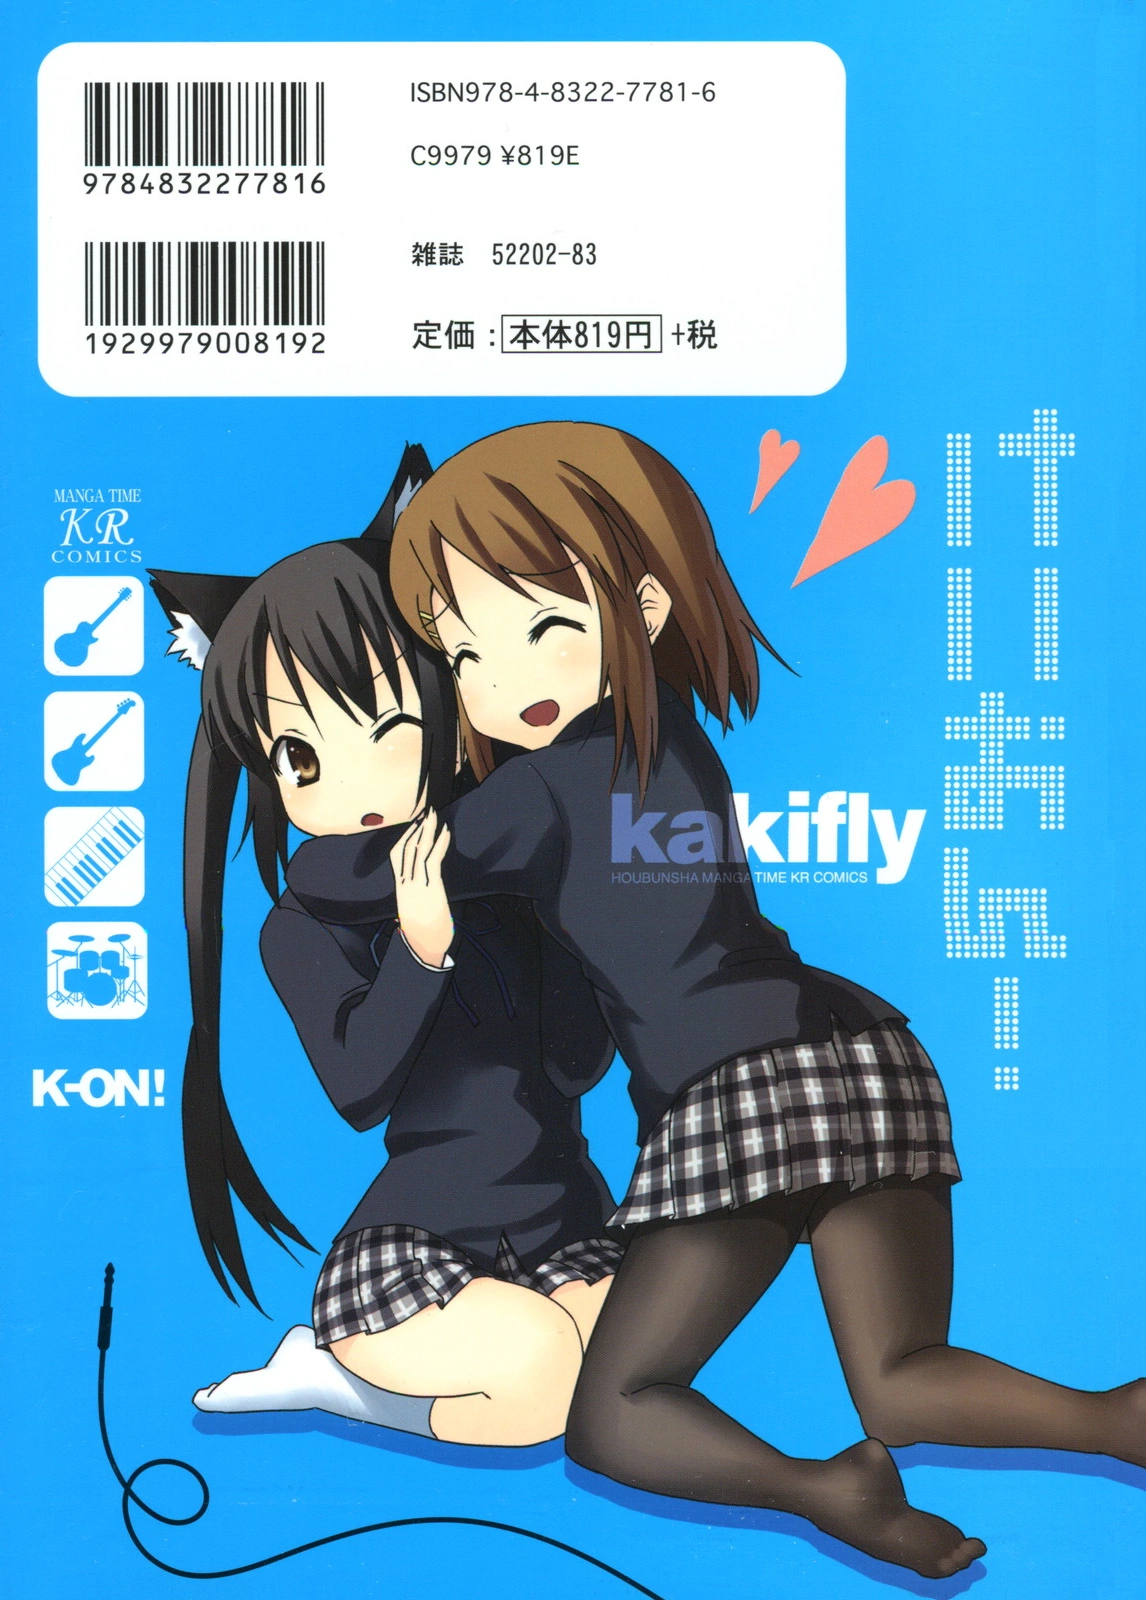 ISBN978-4-8322-7781-6
C9979 ¥819E
9784832277816
雑誌 52202-83
1929979008192
定価：本体819円+税
MANGA TIME
KR
COMICS
けいおん!
kakifly
HOUBUNSHA MANGA TIME KR COMICS
K-ON!